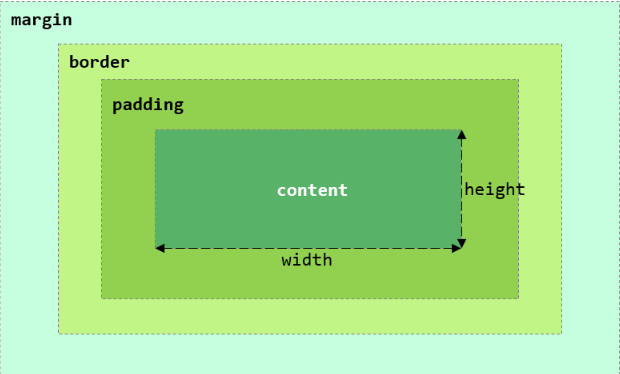 margin
border
padding
content
height
width